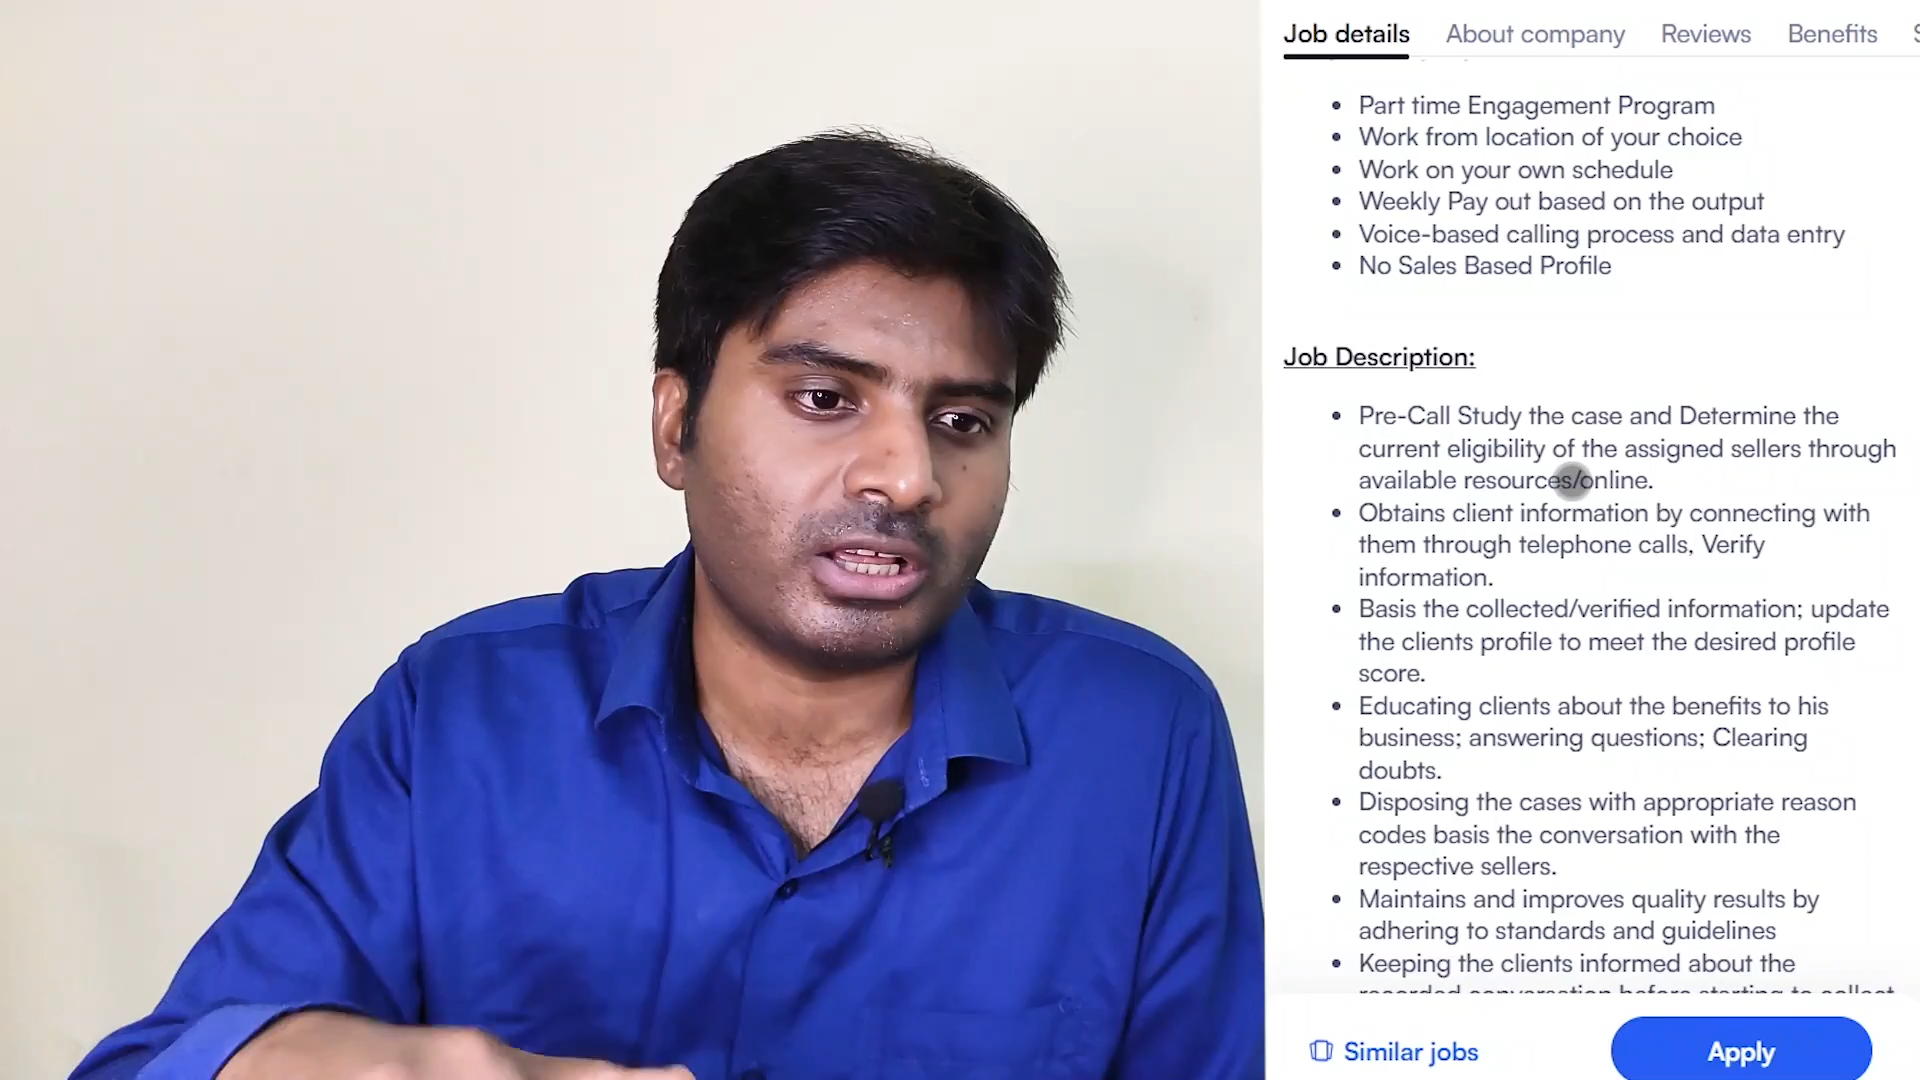 Job details About company Reviews Benefits
Part time Engagement Program
Work from location of your choice
Work on your own schedule
Weekly Pay out based on the output
Voice-based calling process and data entry
No Sales Based Profile
Job Description:
Pre-Call Study the case and Determine the
current eligibility of the assigned sellers through
available resources/online.
Obtains client information by connecting with
them through telephone calls, Verify
information.
Basis the collected/verified information; update
the clients profile to meet the desired profile
score.
Educating clients about the benefits to his
business; answering questions; Clearing
doubts.
Disposing the cases with appropriate reason
codes basis the conversation with the
respective sellers.
Maintains and improves quality results by
adhering to standards and guidelines
Keeping the clients informed about the
recorded conversation before starting to collect
Similar jobs Apply